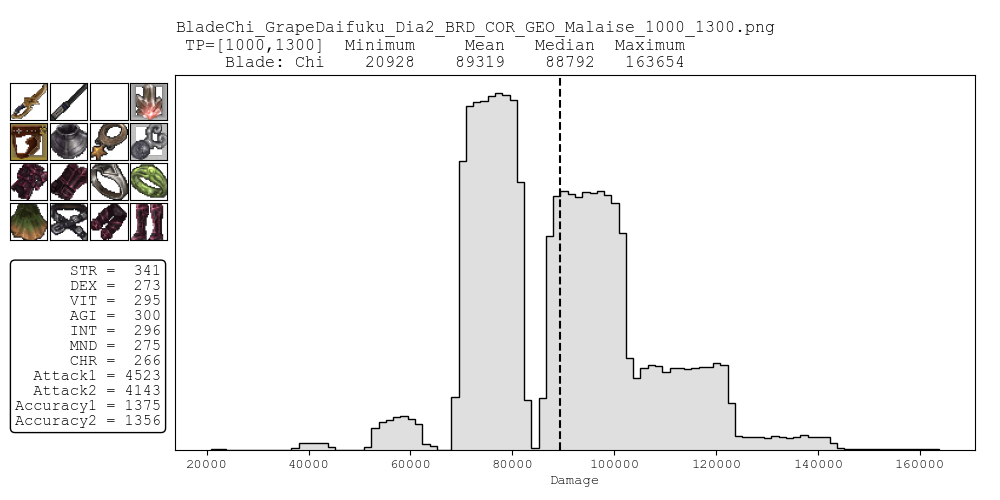 BladeChi_GrapeDaifuku_Dia2_BRD_COR_GEO_Malaise_1000_1300.png
TP=[1000,1300] Minimum Mean Median Maximum
Blade: Chi 20928 89319 88792 163654
STR = 341
DEX = 273
VIT = 295
AGI = 300
INT = 296
MND = 275
CHR = 266
Attack1 = 4523
Attack2 = 4143
Accuracy1 = 1375
Accuracy2 = 1356
20000 40000 60000 80000 100000 120000 140000 160000
Damage